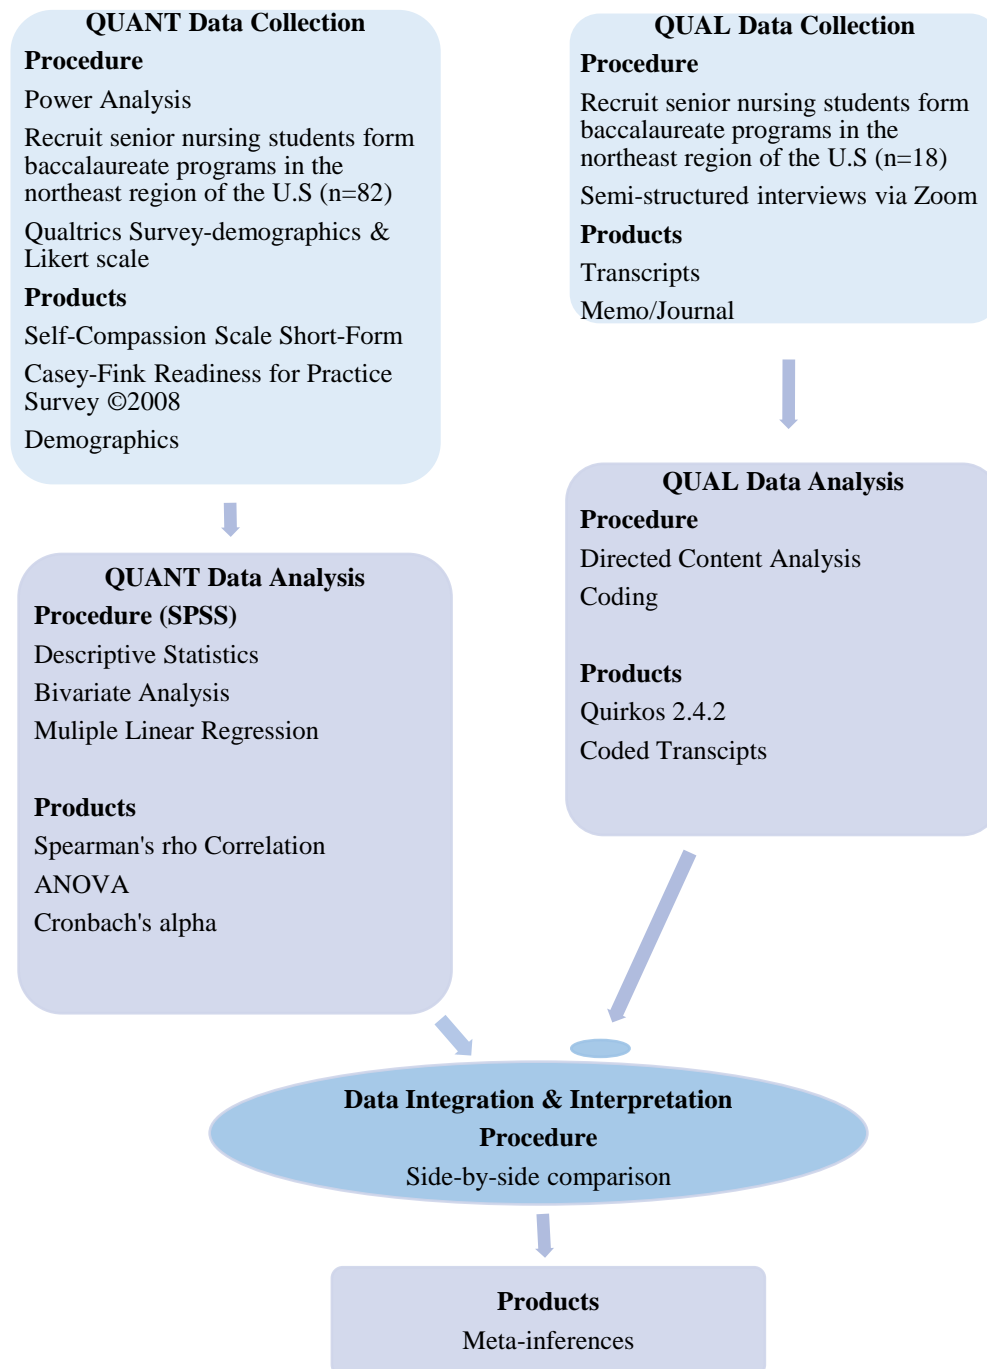 QUANT Data Collection
Procedure
Power Analysis
Recruit senior nursing students form
baccalaureate programs in the
northeast region of the U.S (n=82)
Qualtrics Survey-demographics &
Likert scale
Products
Self-Compassion Scale Short-Form
Casey-Fink Readiness for Practice
Survey ©2008
Demographics
QUAL Data Collection
Procedure
Recruit senior nursing students form
baccalaureate programs in the
northeast region of the U.S (n=18)
Semi-structured interviews via Zoom
Products
Transcripts
Memo/Journal
QUANT Data Analysis
Procedure (SPSS)
Descriptive Statistics
Bivariate Analysis
Muliple Linear Regression
Products
Spearman's rho Correlation
ANOVA
Cronbach's alpha
QUAL Data Analysis
Procedure
Directed Content Analysis
Coding
Products
Quirkos 2.4.2
Coded Transcipts
Data Integration & Interpretation
Procedure
Side-by-side comparison
Products
Meta-inferences